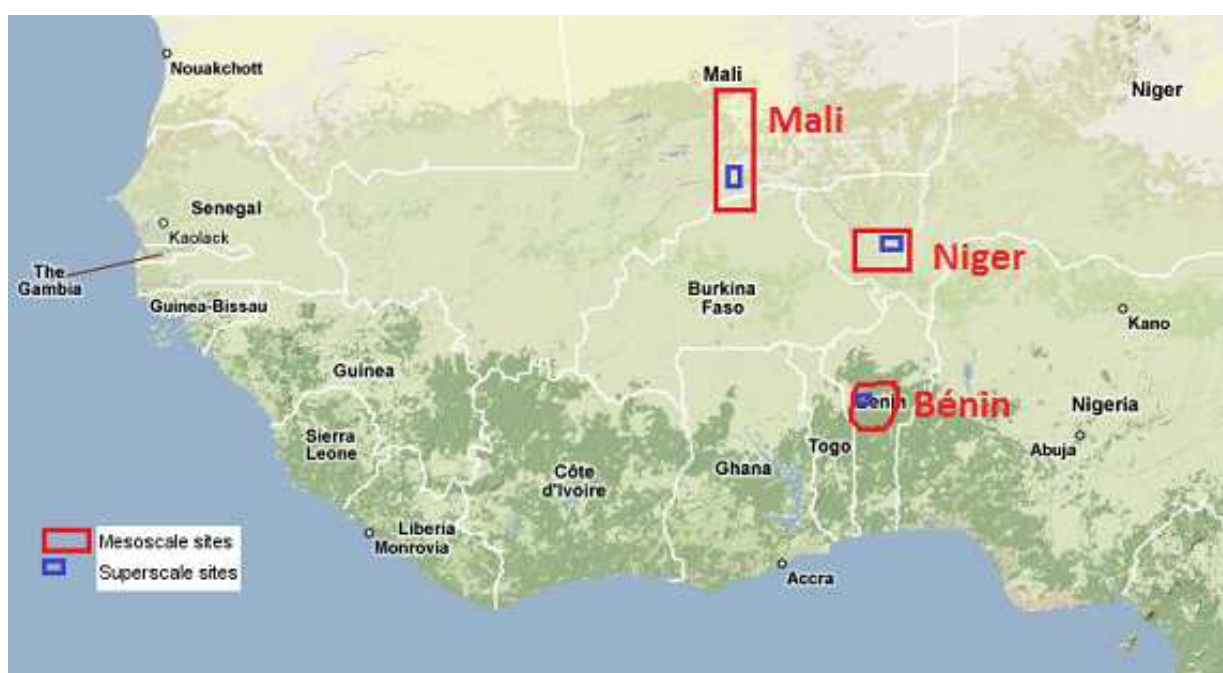 Nouakchott
Mali
Niger
Mali
Senegal
Kaolack
The
Gambia
Niger
Guinea-Bissau
Burkina
Faso
Kano
Guinea
Benin
Bénin
Nigeria
Sierra
Leone
Togo
Abuja
Ghana
Côte
d'Ivoire
Liberia
Monrovia
Mesoscale sites
Superscale sites
Accra